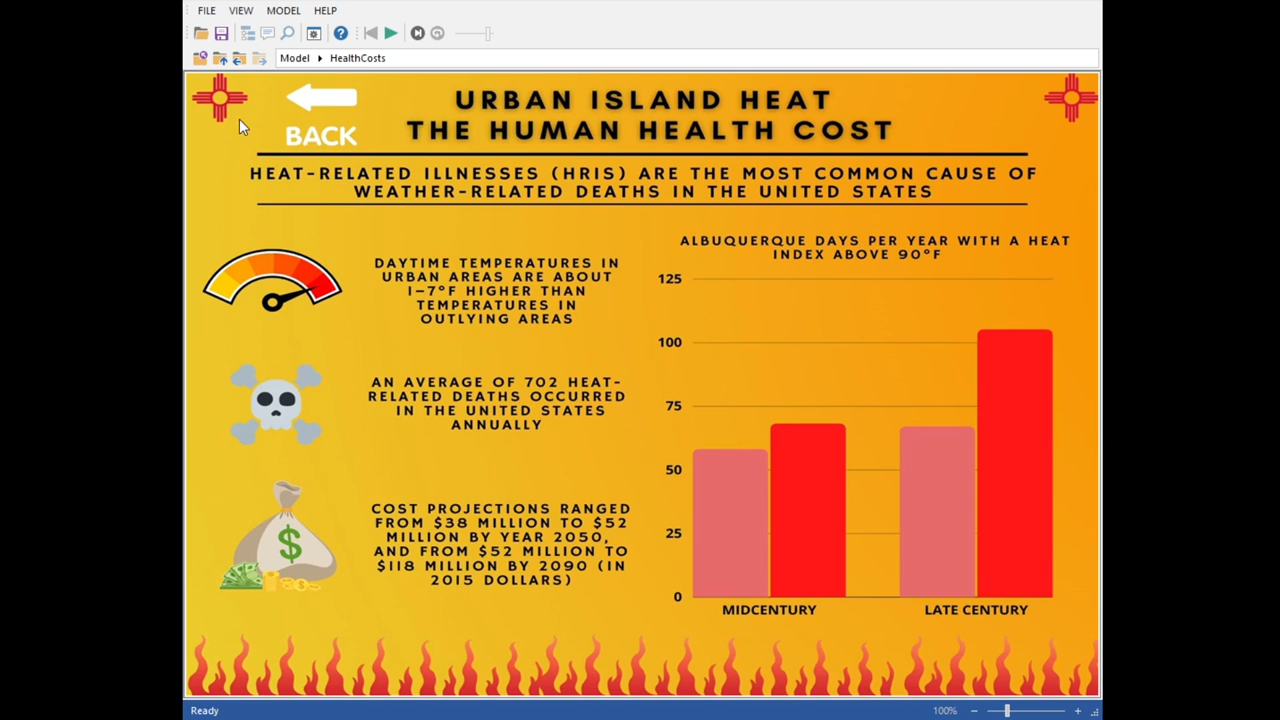 FILE VIEW MODEL HELP
Model HealthCosts
BACK
URBAN ISLAND HEAT
THE HUMAN HEALTH COST
HEAT-RELATED ILLNESSES (HRIS) ARE THE MOST COMMON CAUSE OF
WEATHER-RELATED DEATHS IN THE UNITED STATES
DAYTIME TEMPERATURES IN
URBAN AREAS ARE ABOUT
1–7°F HIGHER THAN
TEMPERATURES IN
OUTLYING AREAS
AN AVERAGE OF 702 HEAT-
RELATED DEATHS OCCURRED
IN THE UNITED STATES
ANNUALLY
$
COST PROJECTIONS RANGED
FROM $38 MILLION TO $52
MILLION BY YEAR 2050,
AND FROM $52 MILLION TO
$118 MILLION BY 2090 (IN
2015 DOLLARS)
ALBUQUERQUE DAYS PER YEAR WITH A HEAT
INDEX ABOVE 90°F
125
100
75
50
25
0
MIDCENTURY LATE CENTURY
Ready 100%